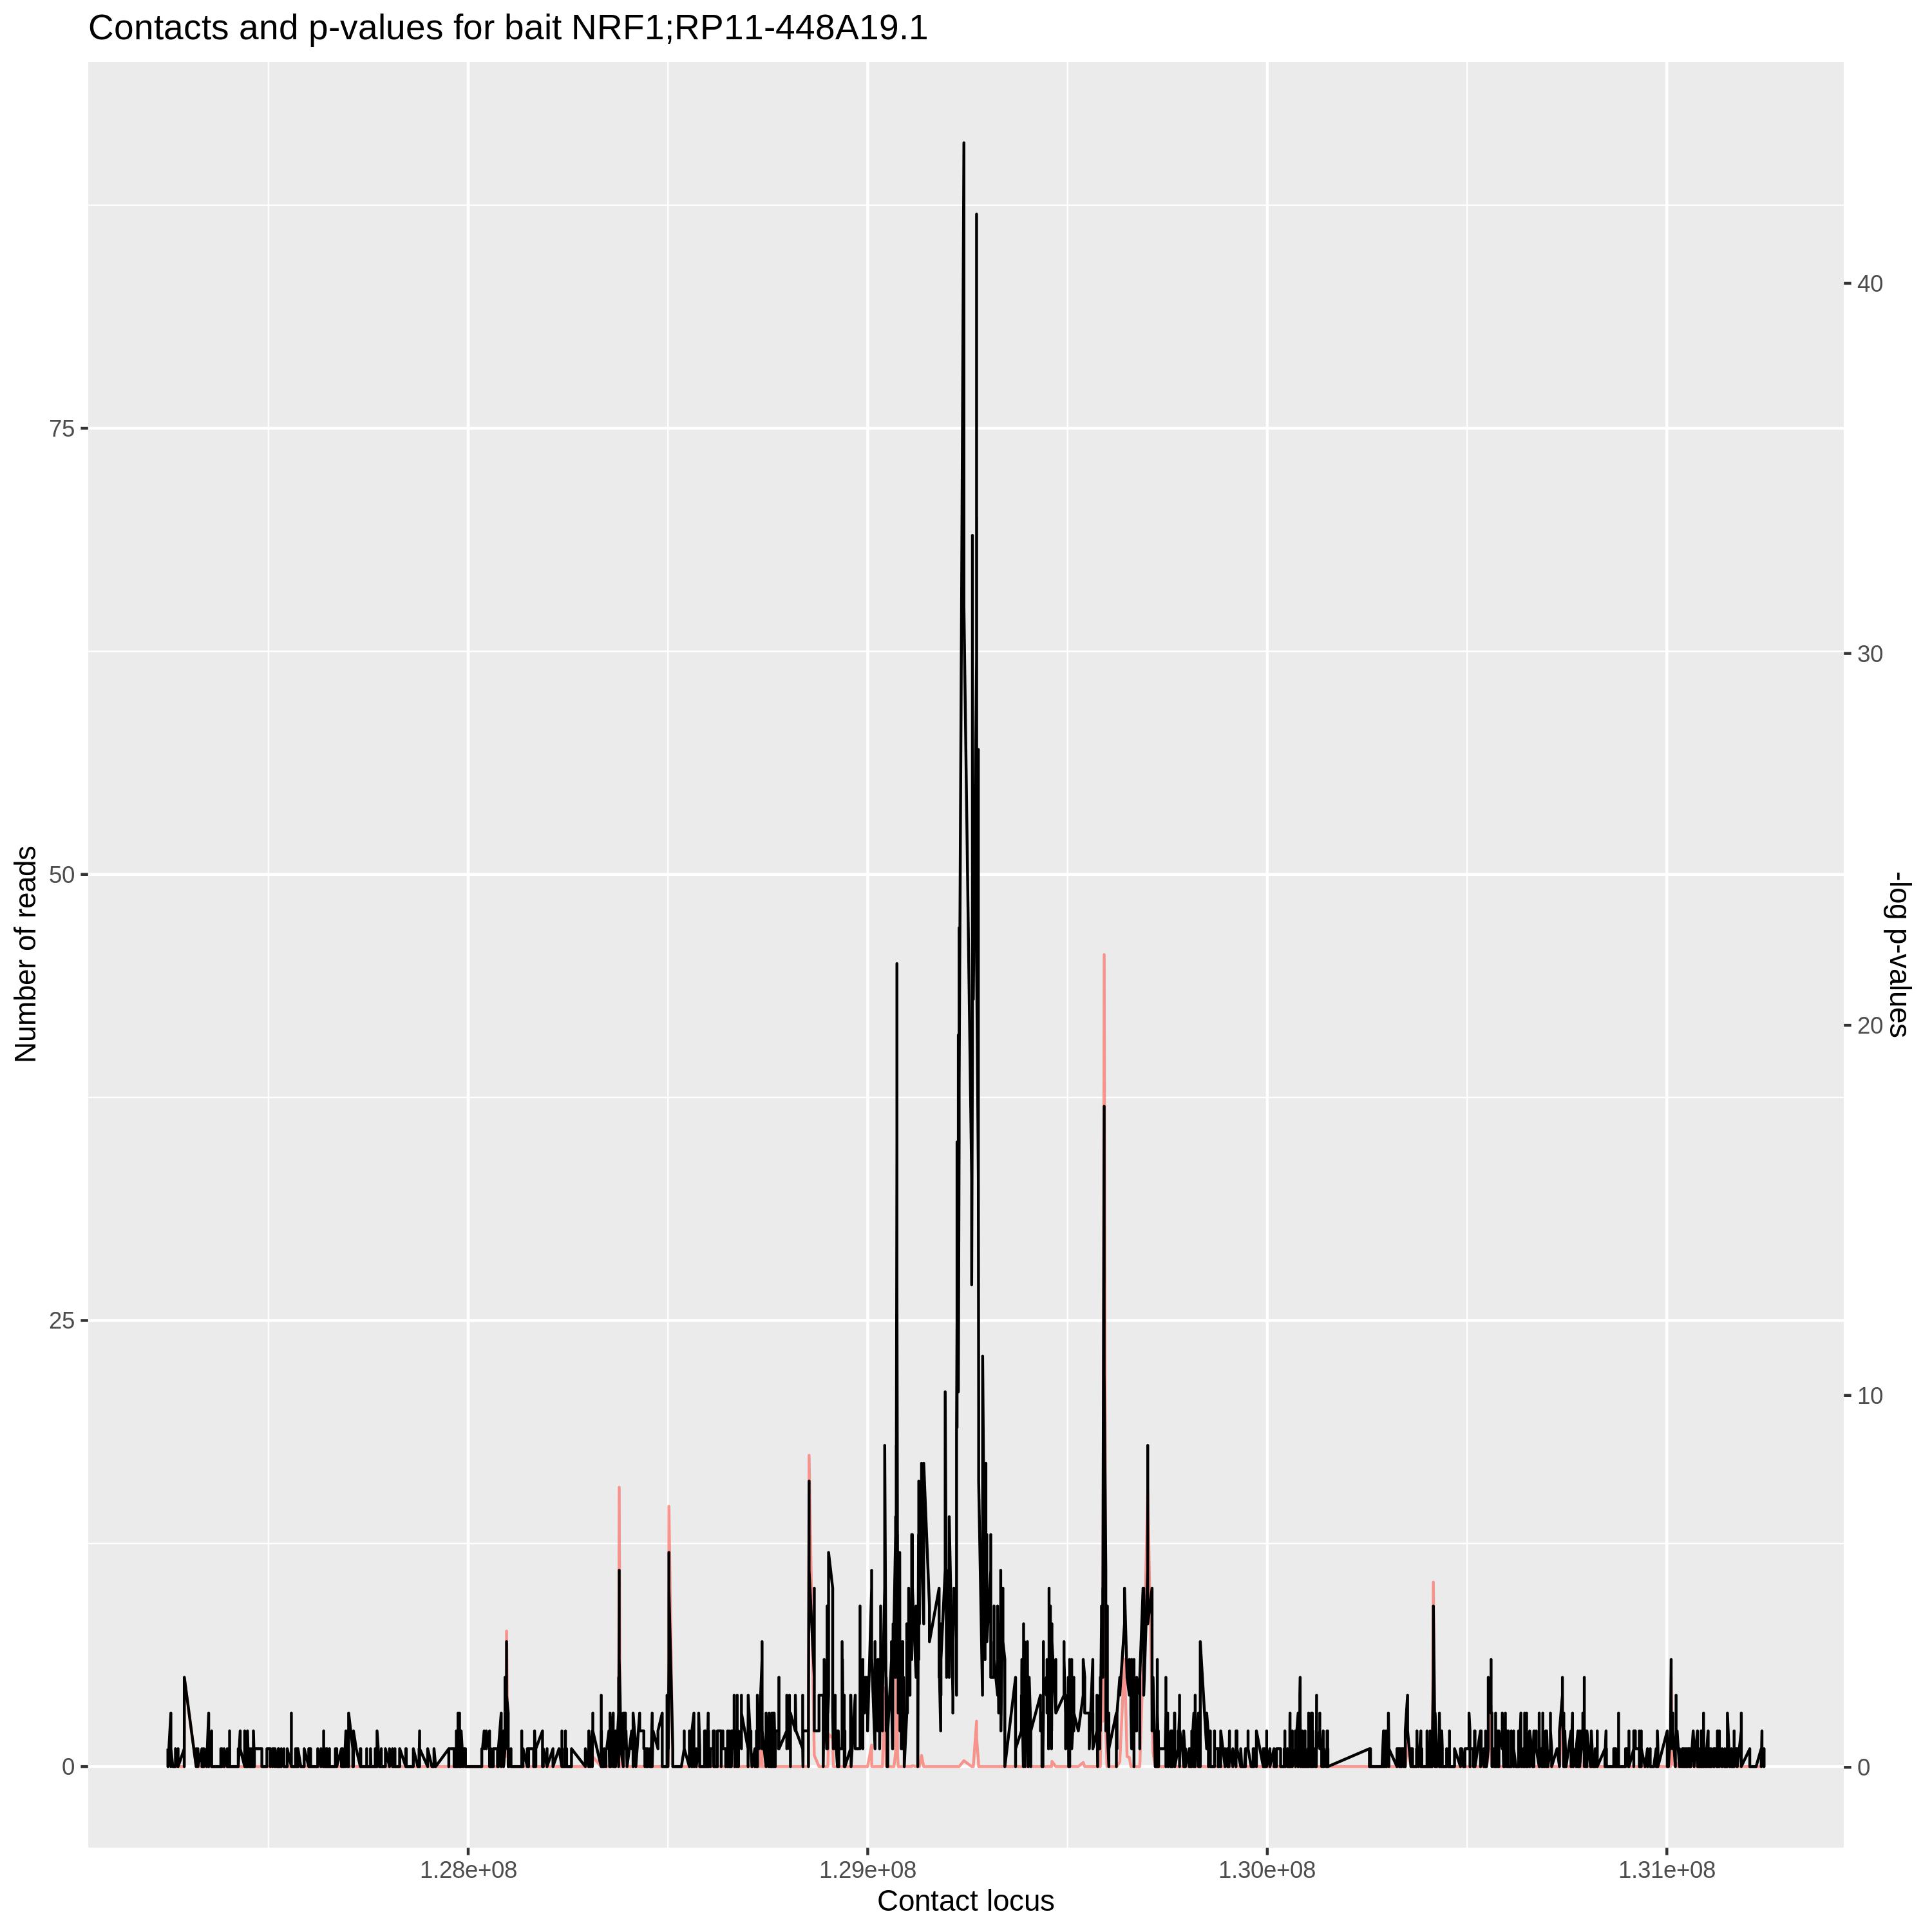 Contacts and p-values for bait NRF1;RP11-448A19.1
Number of reads
75
50
25
0
40
30
20
10
0
-log p-values
1.28e+08
1.29e+08
1.30e+08
1.31e+08
Contact locus